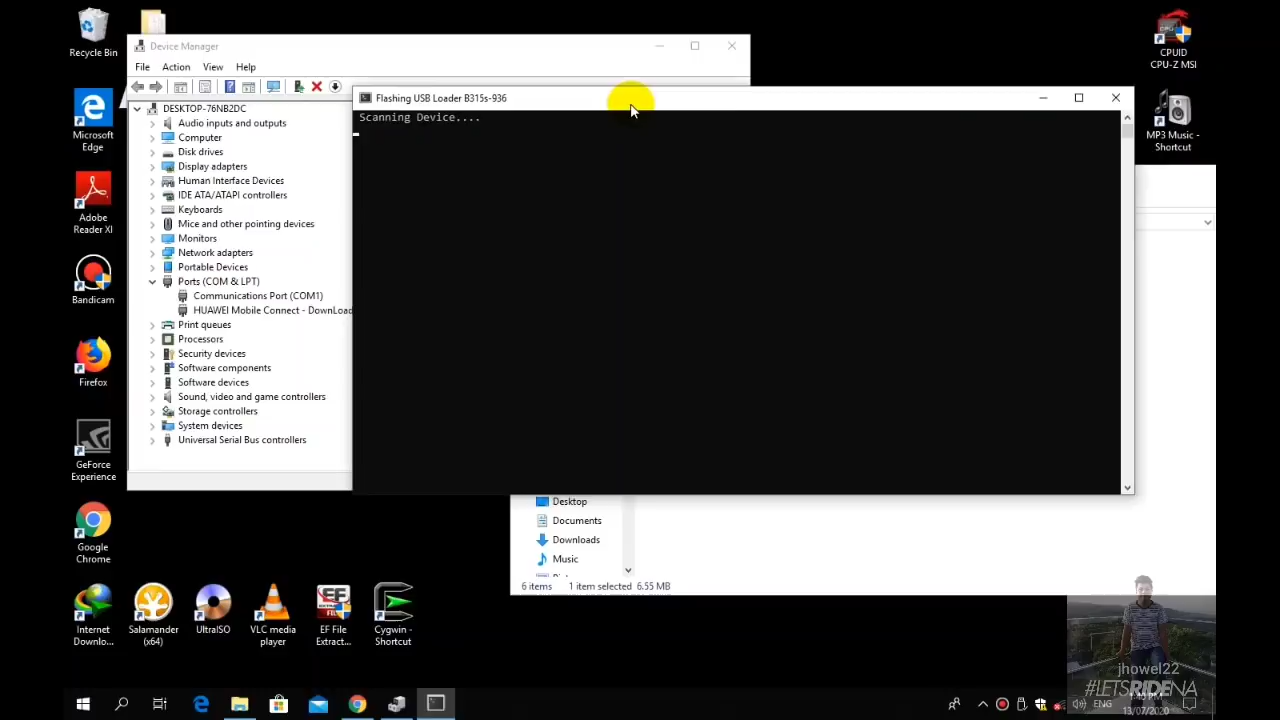 Recycle Bin
Microsoft
Edge
Adobe
Reader XI
Bandicam
Firefox
GeForce
Experience
Google
Chrome
Internet
Downlo...
Salamander
(x64)
UltraISO
VLC media
player
EF File
Extract...
Cygwin -
Shortcut
CPUID
CPU-Z MSI
MP3 Music -
Shortcut
Device Manager
File Action View Help
DESKTOP-76NB2DC
Audio inputs and outputs
Computer
Disk drives
Display adapters
Human Interface Devices
IDE ATA/ATAPI controllers
Keyboards
Mice and other pointing devices
Monitors
Network adapters
Portable Devices
Ports (COM & LPT)
Communications Port (COM1)
HUAWEI Mobile Connect - DownLoad
Print queues
Processors
Security devices
Software components
Software devices
Sound, video and game controllers
Storage controllers
System devices
Universal Serial Bus controllers
Flashing USB Loader B315s-936
Scanning Device....
Desktop
Documents
Downloads
Music
6 items 1 item selected 6.55 MB
jhowel22
#LETSRIDENA
ENG
13/07/2020